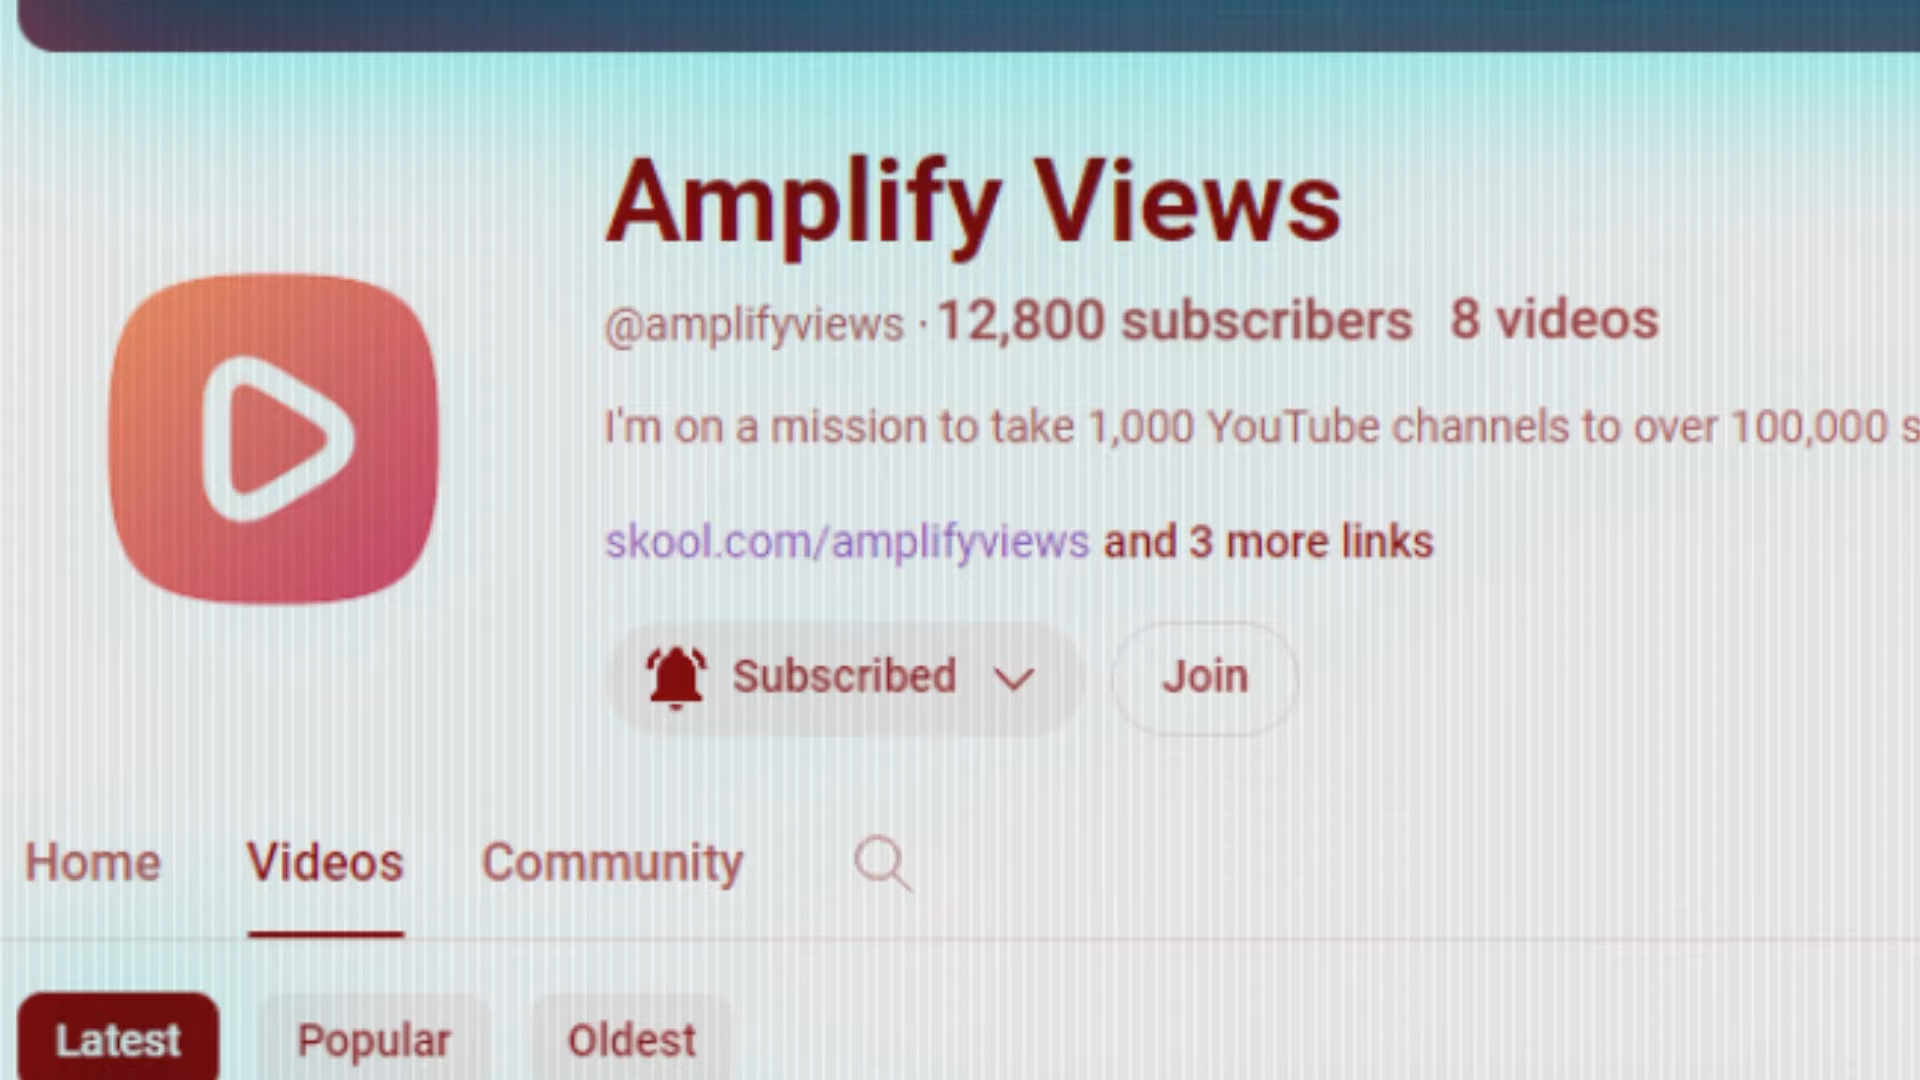 Amplify Views
@amplifyviews · 12,800 subscribers 8 videos
I'm on a mission to take 1,000 YouTube channels to over 100,000 s
skool.com/amplifyviews and 3 more links
Subscribed Join
Home Videos Community
Latest Popular Oldest